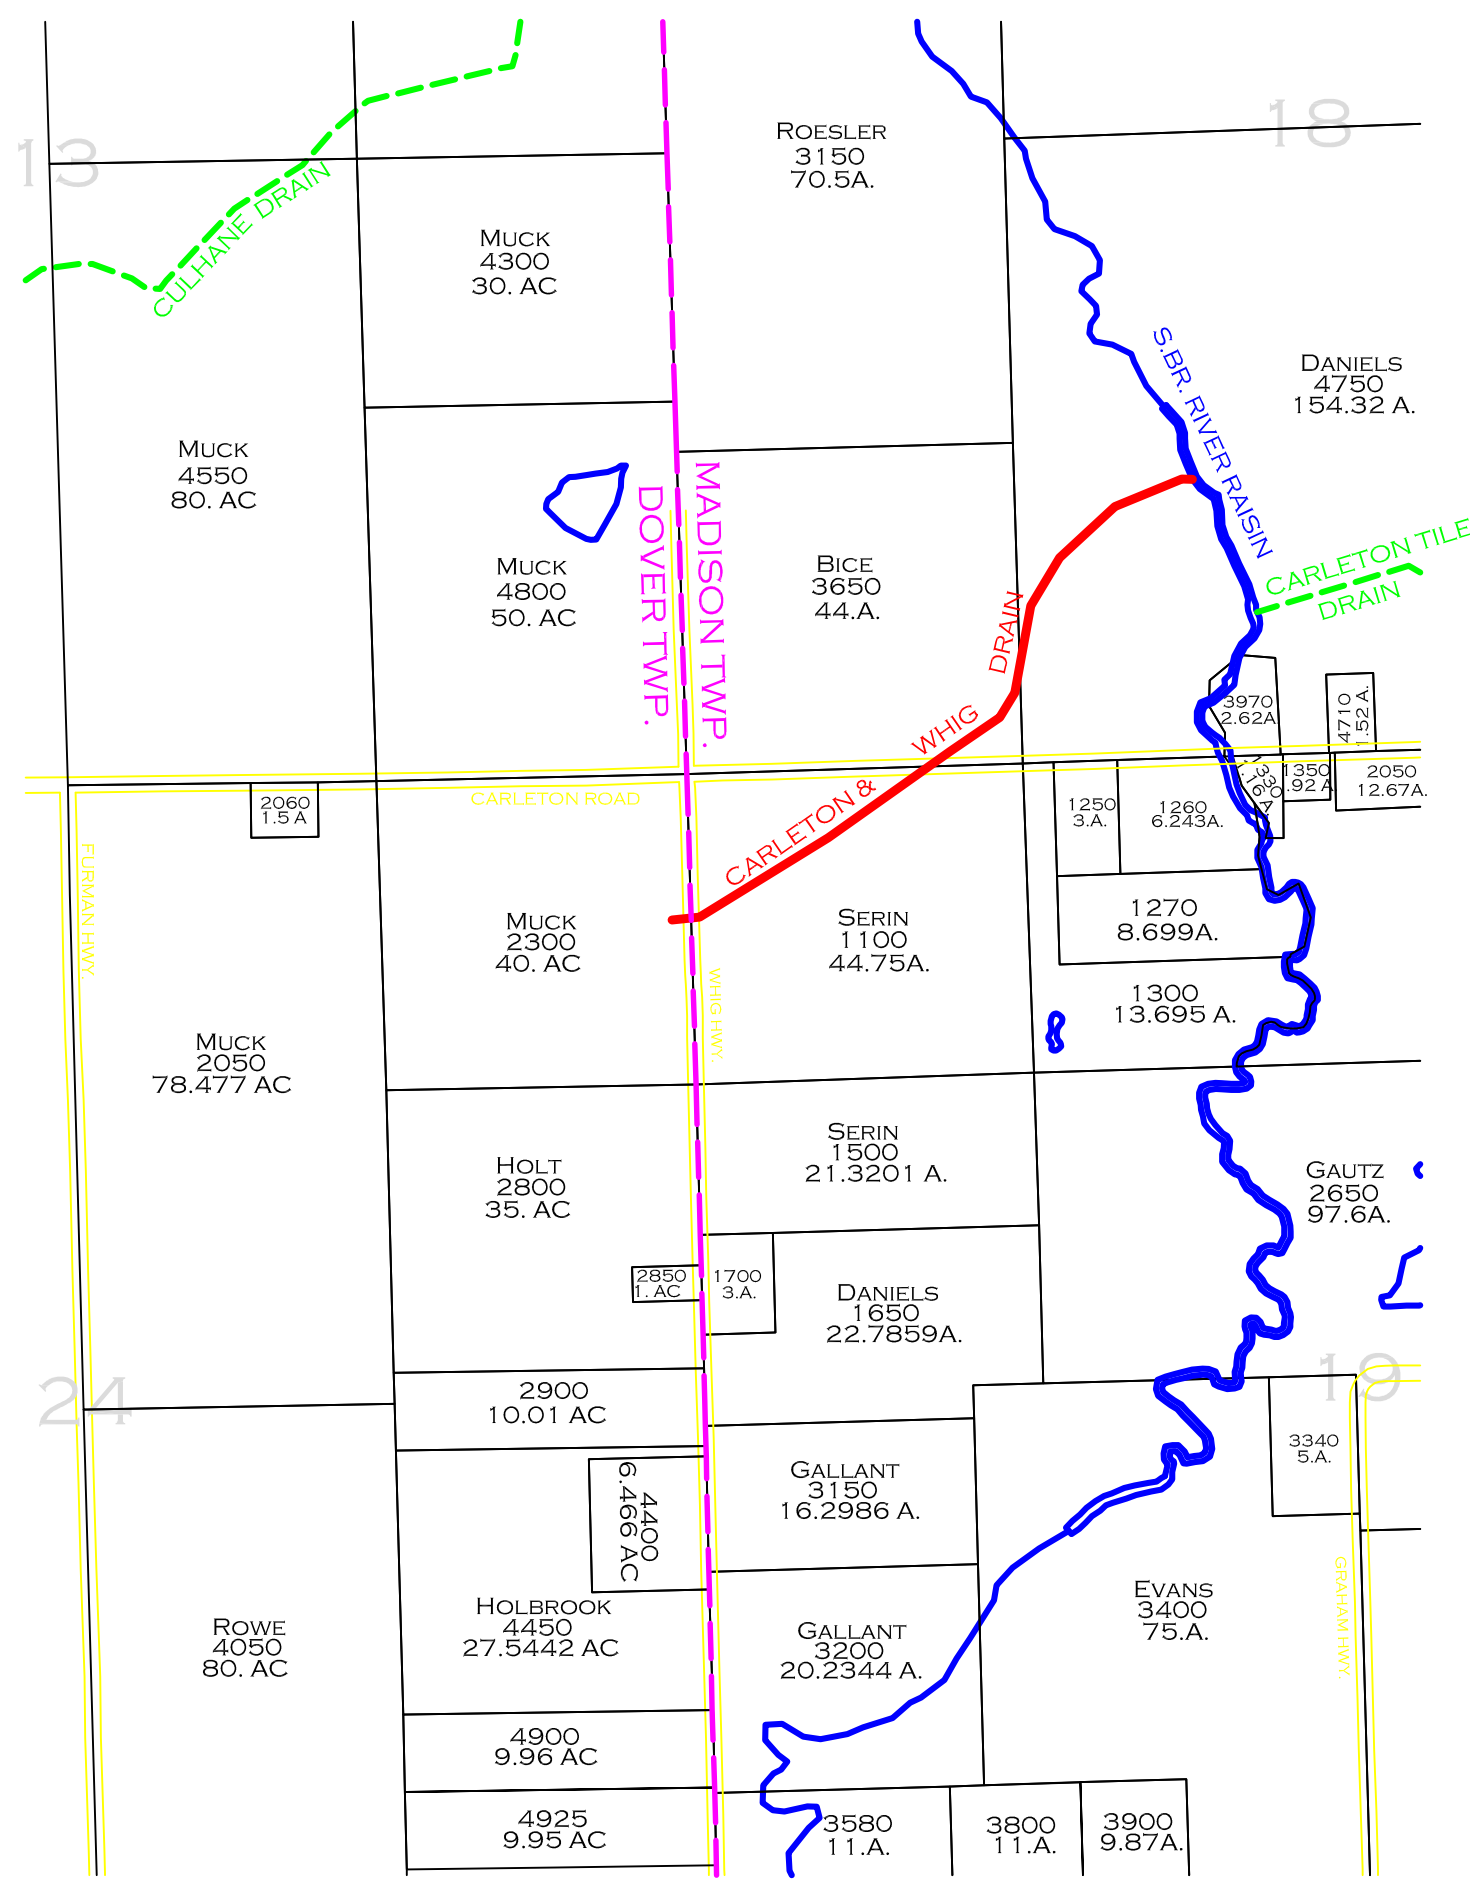 18
13
ROESLER
3150
70.5A.
CULHANE DRAIN
MUCK
4300
30. AC
S.BR. RIVER RAISIN
DANIELS
4750
154.32 A.
MUCK
4550
80. AC
MADISON TWP.
DOVER TWP.
MUCK
4800
50. AC
BICE
3650
44.A.
CARLETON TILE
DRAIN
CARLETON & WHIG DRAIN
3970
2.62A
4710
1.52 A.
CARLETON ROAD
2060
1.5 A
1250
3.A.
1260
6.243A.
1330
1.16 A.
1350
.92 A
2050
12.67A.
FURMAN HWY.
MUCK
2300
40. AC
SERIN
1100
44.75A.
1270
8.699A.
WHIG HWY.
1300
13.695 A.
MUCK
2050
78.477 AC
HOLT
2800
35. AC
SERIN
1500
21.3201 A.
GAUTZ
2650
97.6A.
2850
1. AC
1700
3.A.
DANIELS
1650
22.7859A.
24
19
2900
10.01 AC
4400
6.466 AC
GALLANT
3150
16.2986 A.
3340
5.A.
HOLBROOK
4450
27.5442 AC
ROWE
4050
80. AC
GALLANT
3200
20.2344 A.
EVANS
3400
75.A.
GRAHAM HWY.
4900
9.96 AC
4925
9.95 AC
3580
11.A.
3800
11.A.
3900
9.87A.